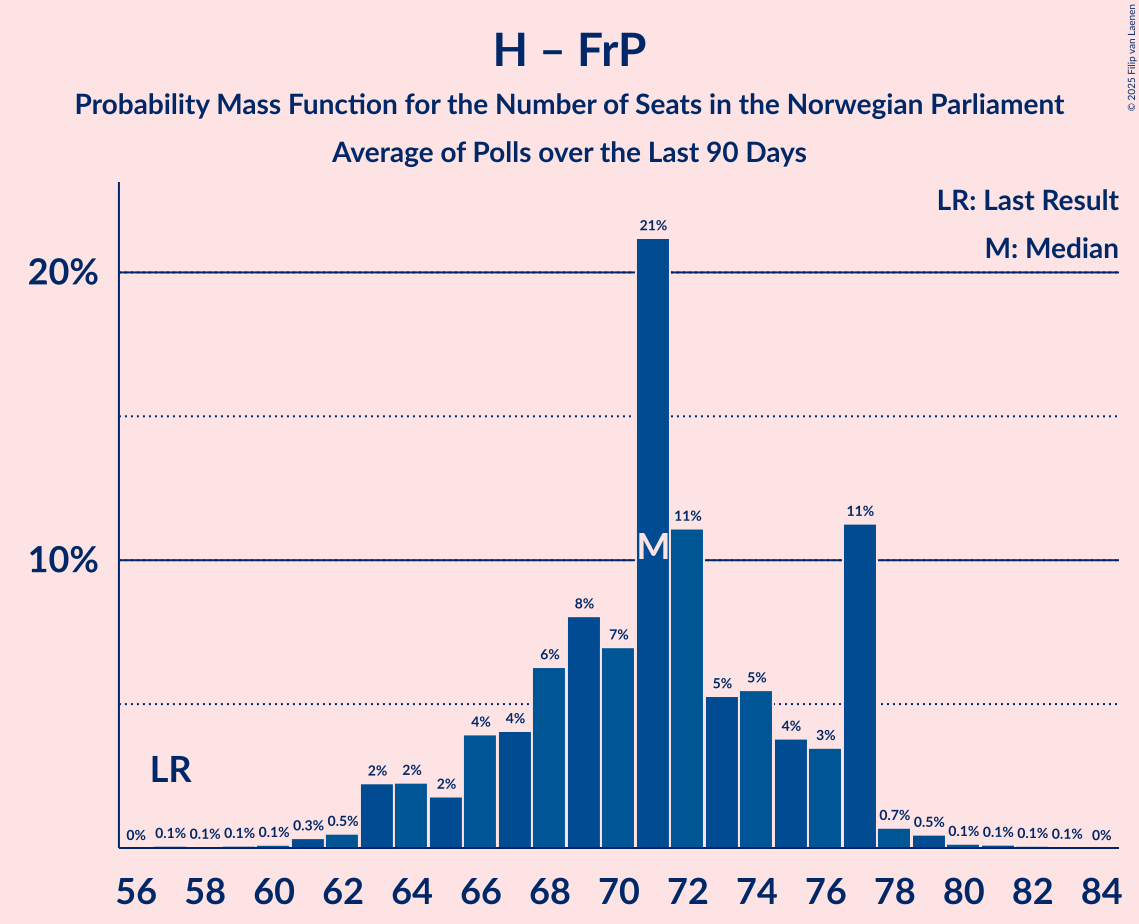 © 2025 Filip van Laenen
H – FrP
Probability Mass Function for the Number of Seats in the Norwegian Parliament
Average of Polls over the Last 90 Days
LR: Last Result
M: Median
20%
10%
LR
M
0% 0.1% 0.1% 0.1% 0.1% 0.3% 0.5% 2% 2% 2% 4% 4% 6% 8% 7% 21% 11% 5% 5% 4% 3% 11% 0.7% 0.5% 0.1% 0.1% 0.1% 0.1% 0%
56 58 60 62 64 66 68 70 72 74 76 78 80 82 84